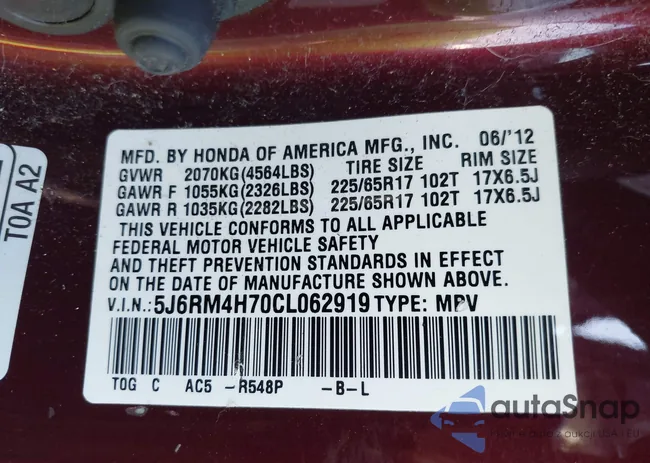 MFD. BY HONDA OF AMERICA MFG., INC. 06/'12
GVWR 2070KG(4564LBS) TIRE SIZE RIM SIZE
GAWR F 1055KG(2326LBS) 225/65R17 102T 17X6.5J
GAWR R 1035KG(2282LBS) 225/65R17 102T 17X6.5J
THIS VEHICLE CONFORMS TO ALL APPLICABLE
FEDERAL MOTOR VEHICLE SAFETY
AND THEFT PREVENTION STANDARDS IN EFFECT
ON THE DATE OF MANUFACTURE SHOWN ABOVE.
V.I.N.: 5J6RM4H70CL062919 TYPE: MPV
TOG C AC5 -R548P -B-L
TOA A2
autoSnap